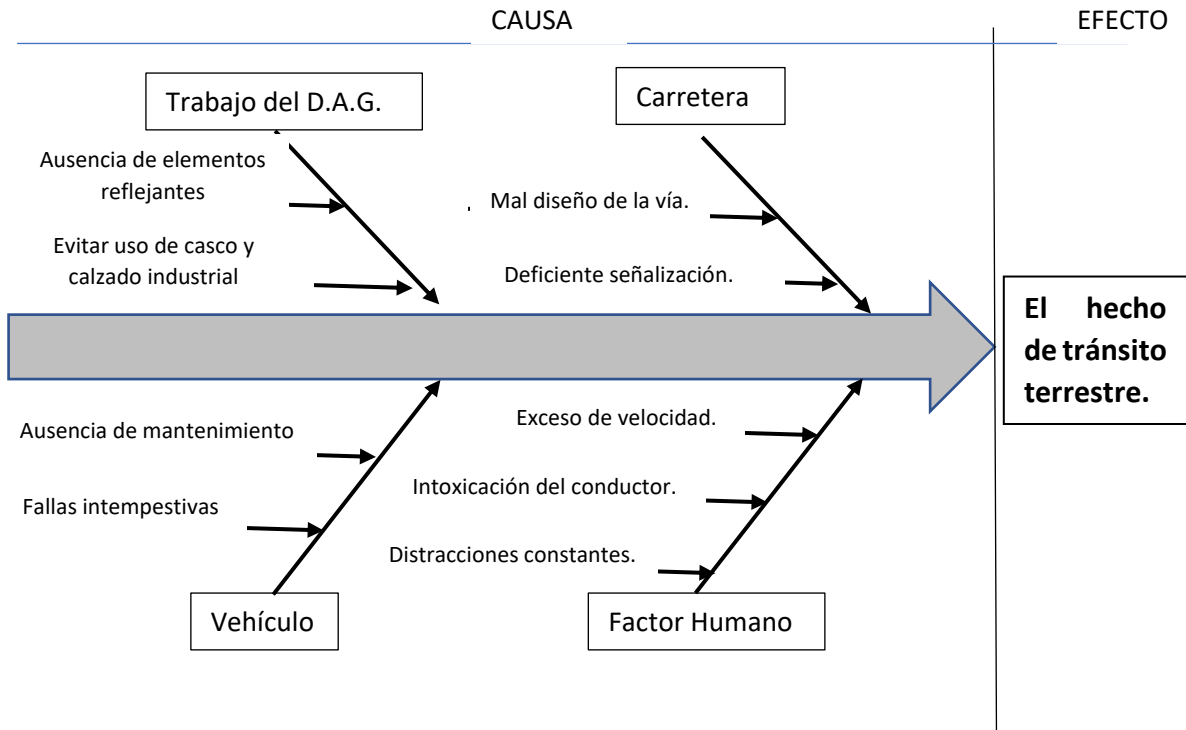 CAUSA
EFECTO
Trabajo del D.A.G.
Carretera
Ausencia de elementos
reflejantes
Mal diseño de la vía.
Evitar uso de casco y
calzado industrial
Deficiente señalización.
El hecho
de tránsito
terrestre.
Ausencia de mantenimiento
Exceso de velocidad.
Fallas intempestivas
Intoxicación del conductor.
Distracciones constantes.
Vehículo
Factor Humano